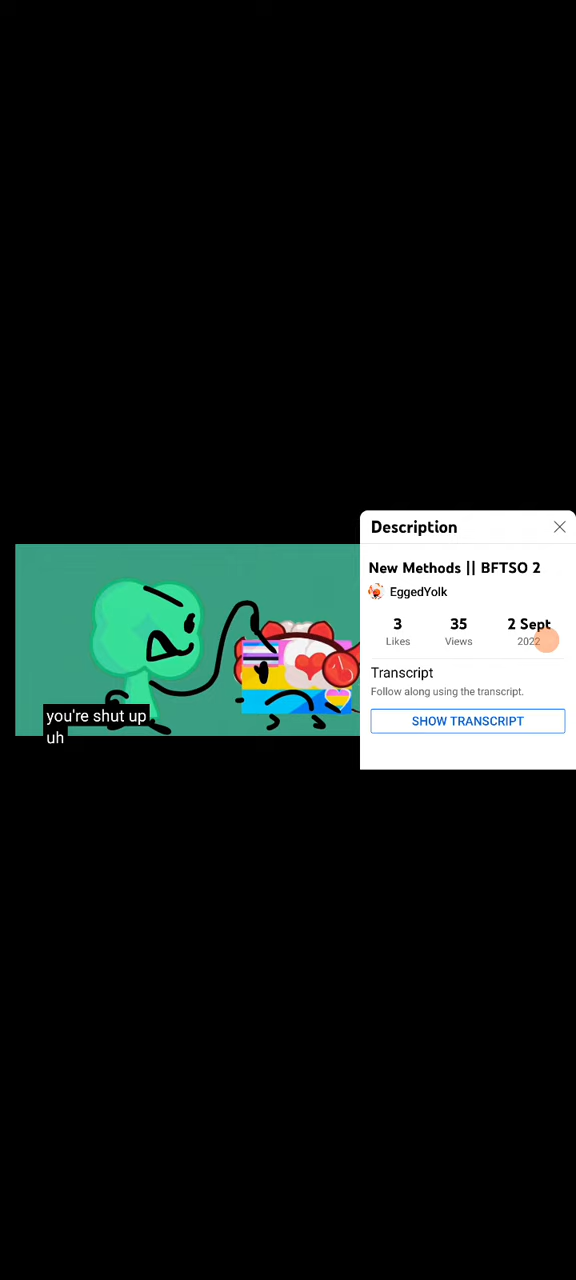 Description
New Methods || BFTSO 2
EggedYolk
3 35 2 Sept
Likes Views 2022
Transcript
Follow along using the transcript.
SHOW TRANSCRIPT
you're shut up
uh